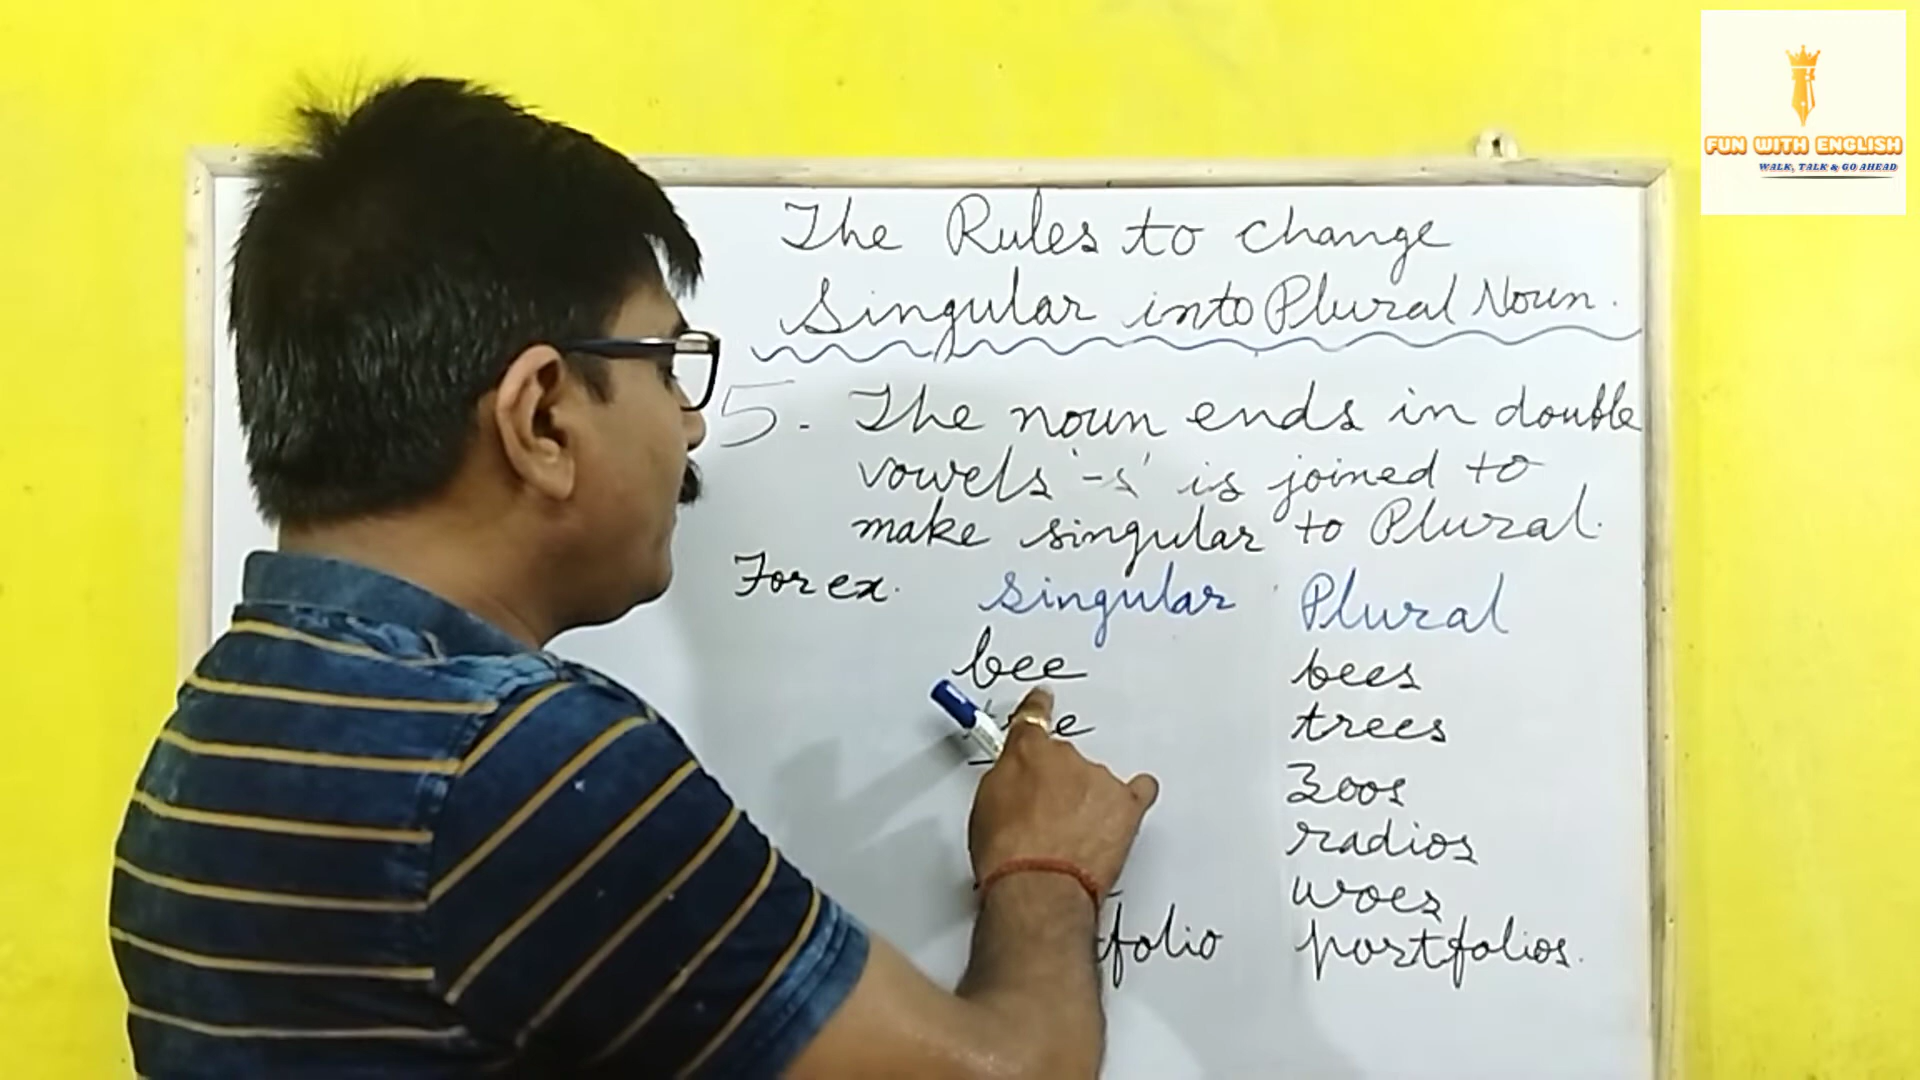 FUN WITH ENGLISH
WALK, TALK & GO AHEAD
The Rules to change
Singular into Plural Noun.
5. The noun ends in double
vowels '-s' is joined to
make singular to Plural.
For ex. Singular Plural
bee bees
trees
Zoos
radios
woes
folio portfolios.